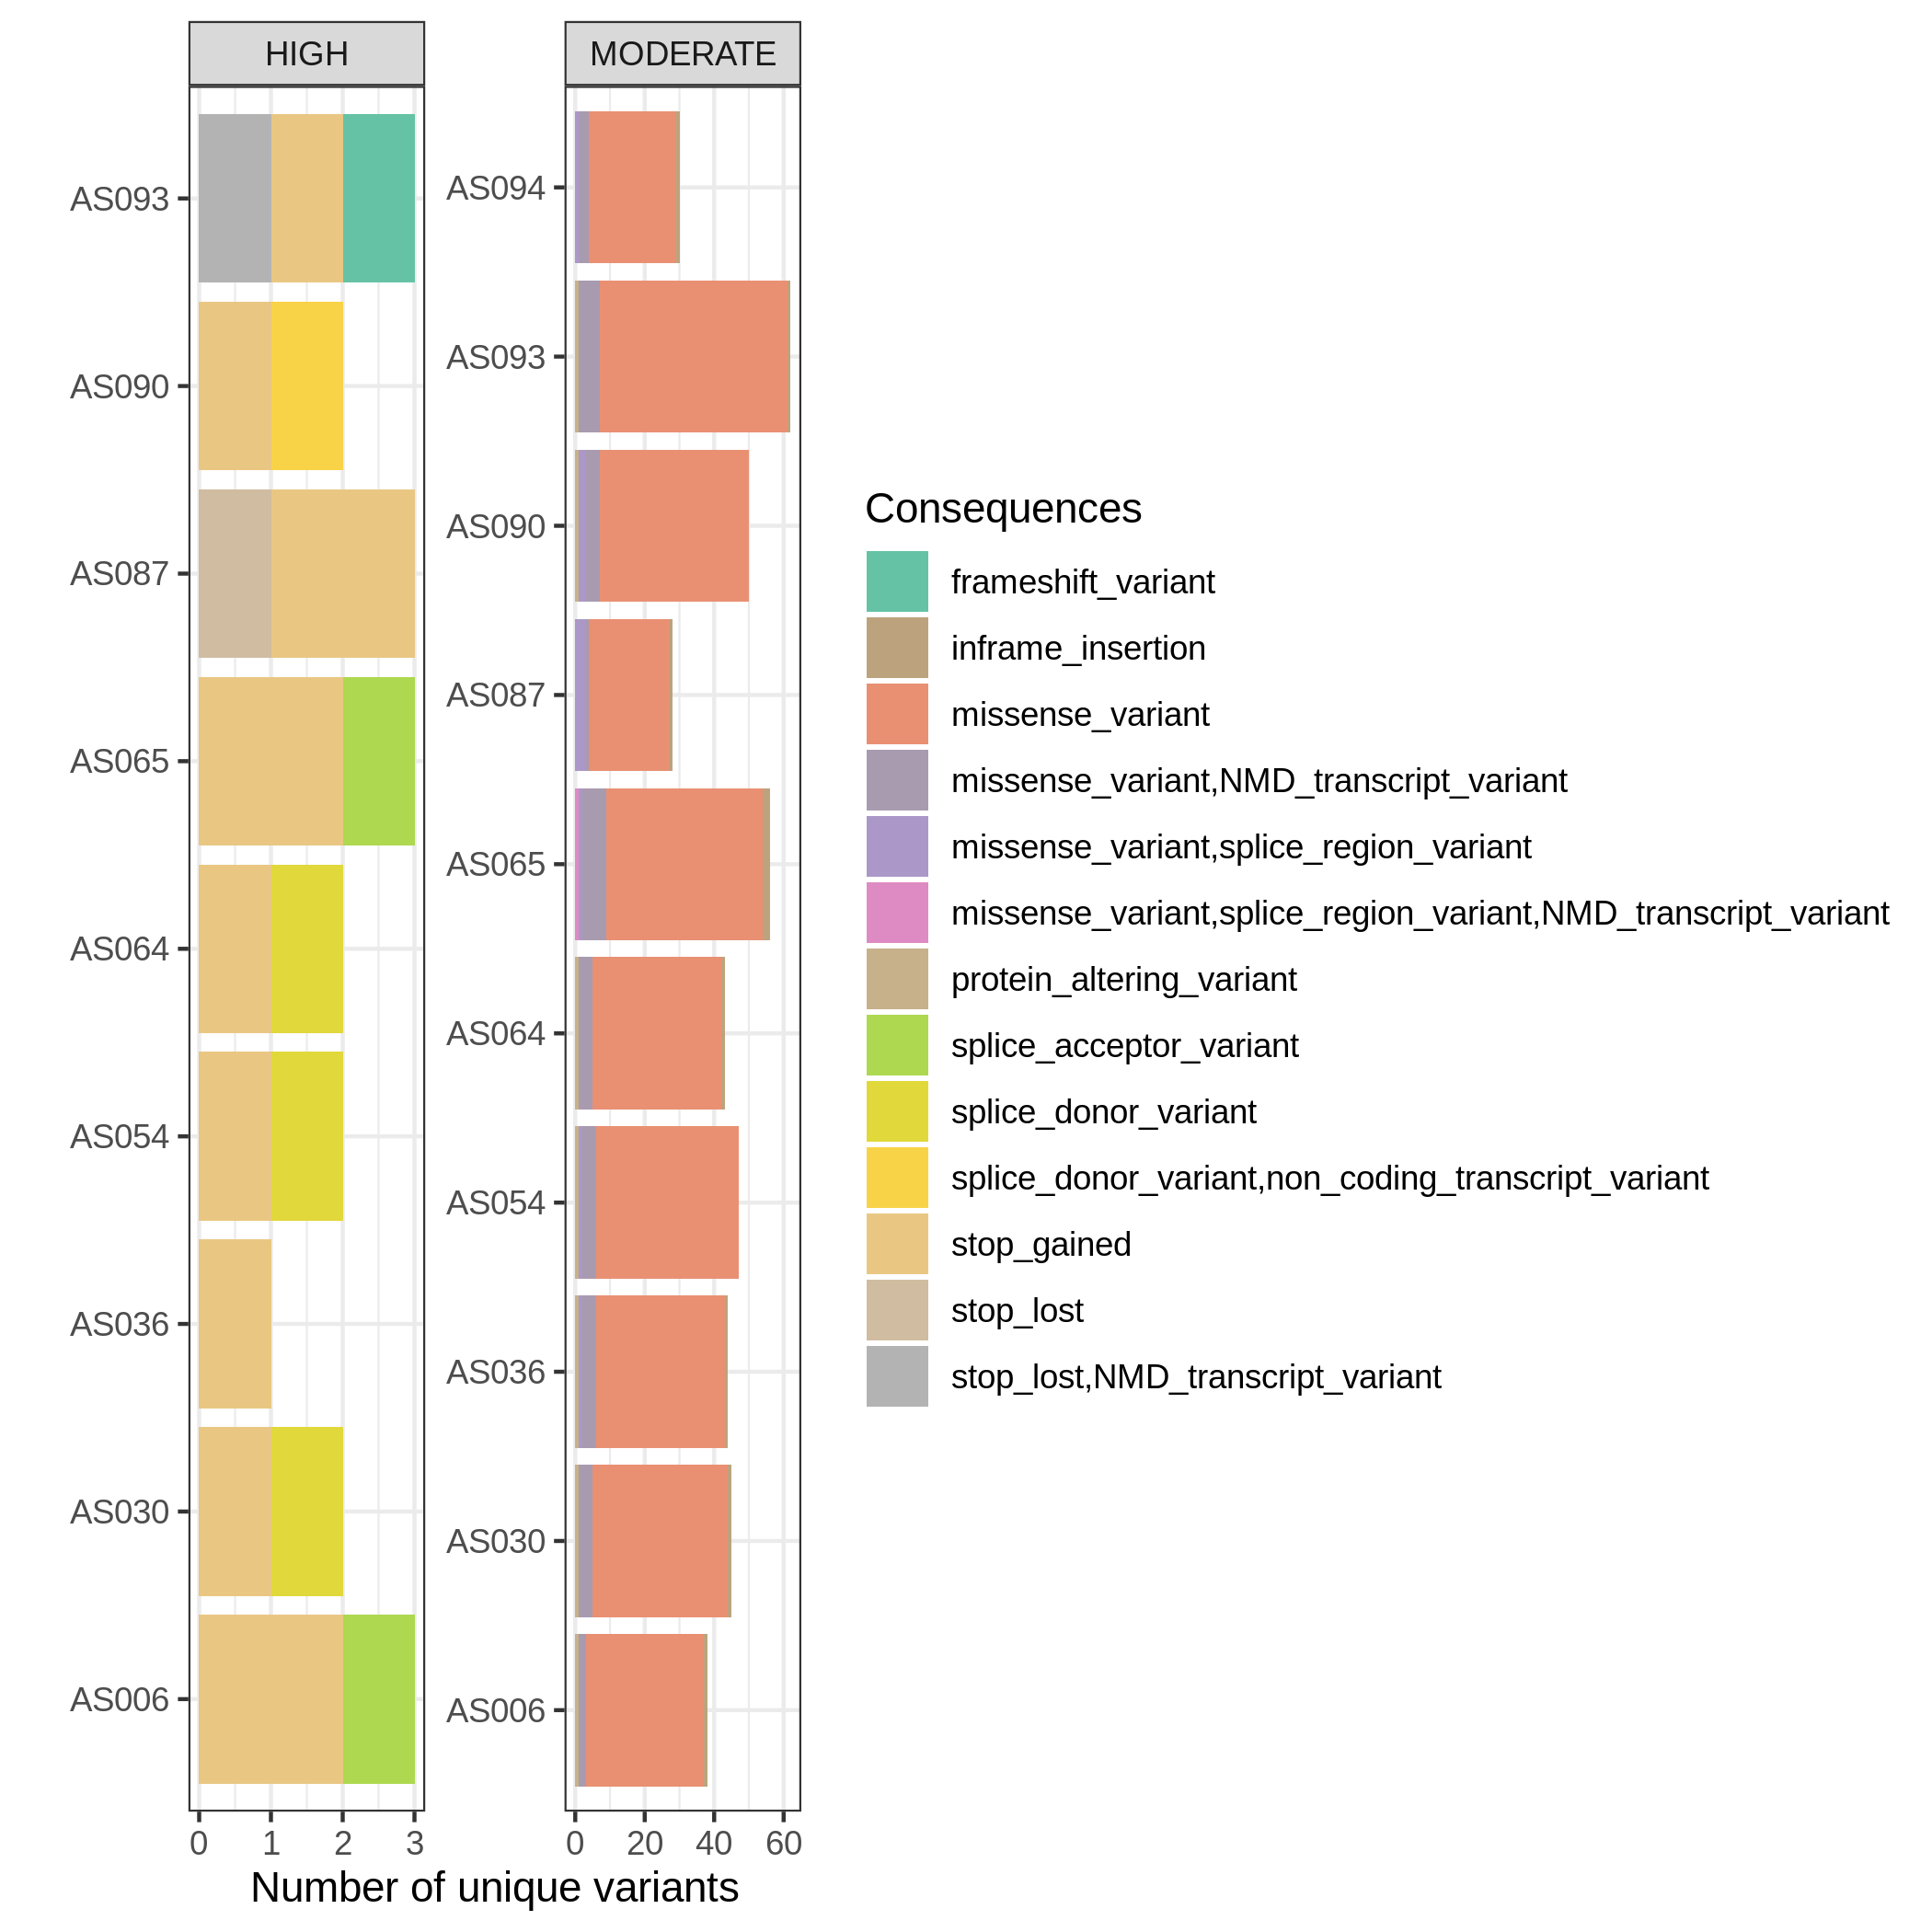 HIGH
MODERATE
AS093
AS090
AS087
AS065
AS064
AS054
AS036
AS030
AS006
0 1 2 3
AS094
AS093
AS090
AS087
AS065
AS064
AS054
AS036
AS030
AS006
0 20 40 60
Number of unique variants
Consequences
frameshift_variant
inframe_insertion
missense_variant
missense_variant,NMD_transcript_variant
missense_variant,splice_region_variant
missense_variant,splice_region_variant,NMD_transcript_variant
protein_altering_variant
splice_acceptor_variant
splice_donor_variant
splice_donor_variant,non_coding_transcript_variant
stop_gained
stop_lost
stop_lost,NMD_transcript_variant